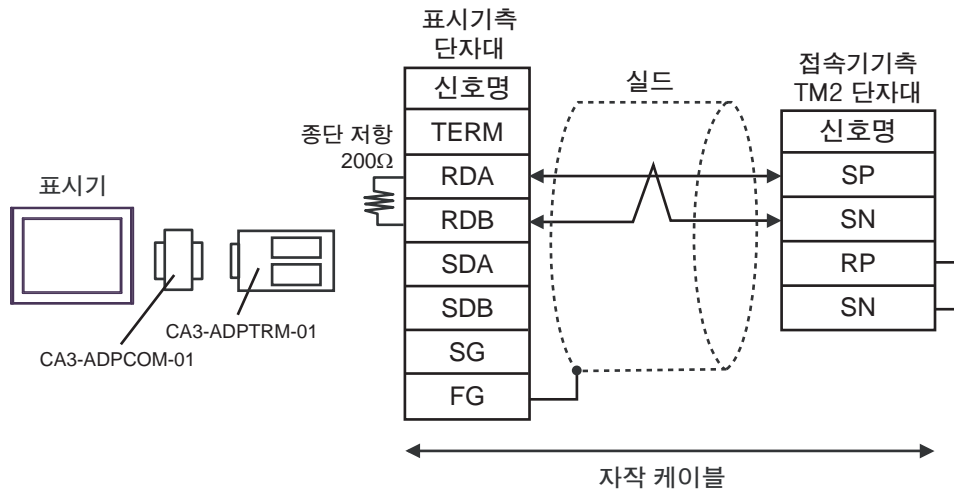 표시기측
단자대
신호명
TERM
RDA
RDB
SDA
SDB
SG
FG
종단 저항
200Ω
표시기
CA3-ADPCOM-01
CA3-ADPTRM-01
실드
접속기기측
TM2 단자대
신호명
SP
SN
RP
SN
자작 케이블